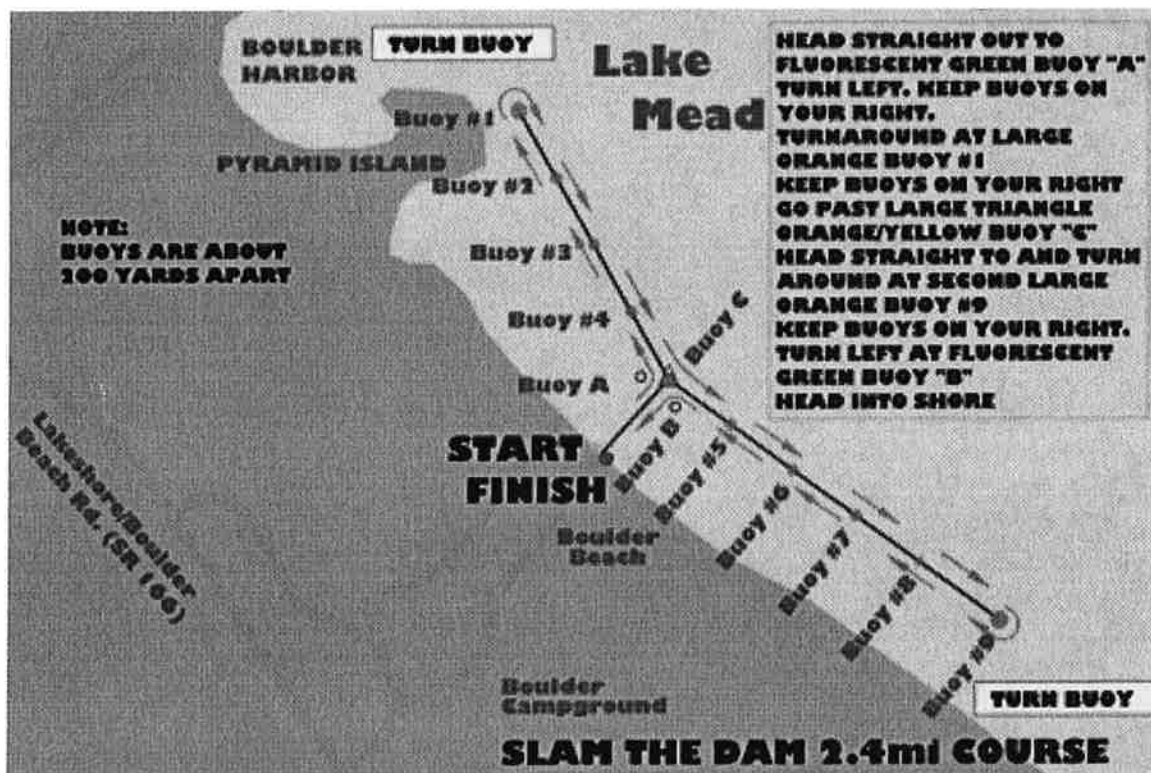 BOULDER
HARBOR
TURN BUOY
Lake
Mead
HEAD STRAIGHT OUT TO
FLUORESCENT GREEN BUOY "A"
TURN LEFT. KEEP BUOYS ON
YOUR RIGHT.
TURNAROUND AT LARGE
ORANGE BUOY #1
KEEP BUOYS ON YOUR RIGHT
GO PAST LARGE TRIANGLE
ORANGE/YELLOW BUOY "C"
HEAD STRAIGHT TO AND TURN
AROUND AT SECOND LARGE
ORANGE BUOY #9
KEEP BUOYS ON YOUR RIGHT.
TURN LEFT AT FLUORESCENT
GREEN BUOY "B"
HEAD INTO SHORE
Buoy #1
PYRAMID ISLAND
Buoy #2
NOTE:
BUOYS ARE ABOUT
200 YARDS APART
Buoy #3
Buoy #4
Buoy C
Buoy A
Buoy B
START
FINISH
Buoy #5
Buoy #6
Buoy #7
Buoy #8
Buoy #9
Lakeshore/Boulder
Beach Rd. (SR 166)
Boulder
Beach
Boulder
Campground
TURN BUOY
SLAM THE DAM 2.4mi COURSE